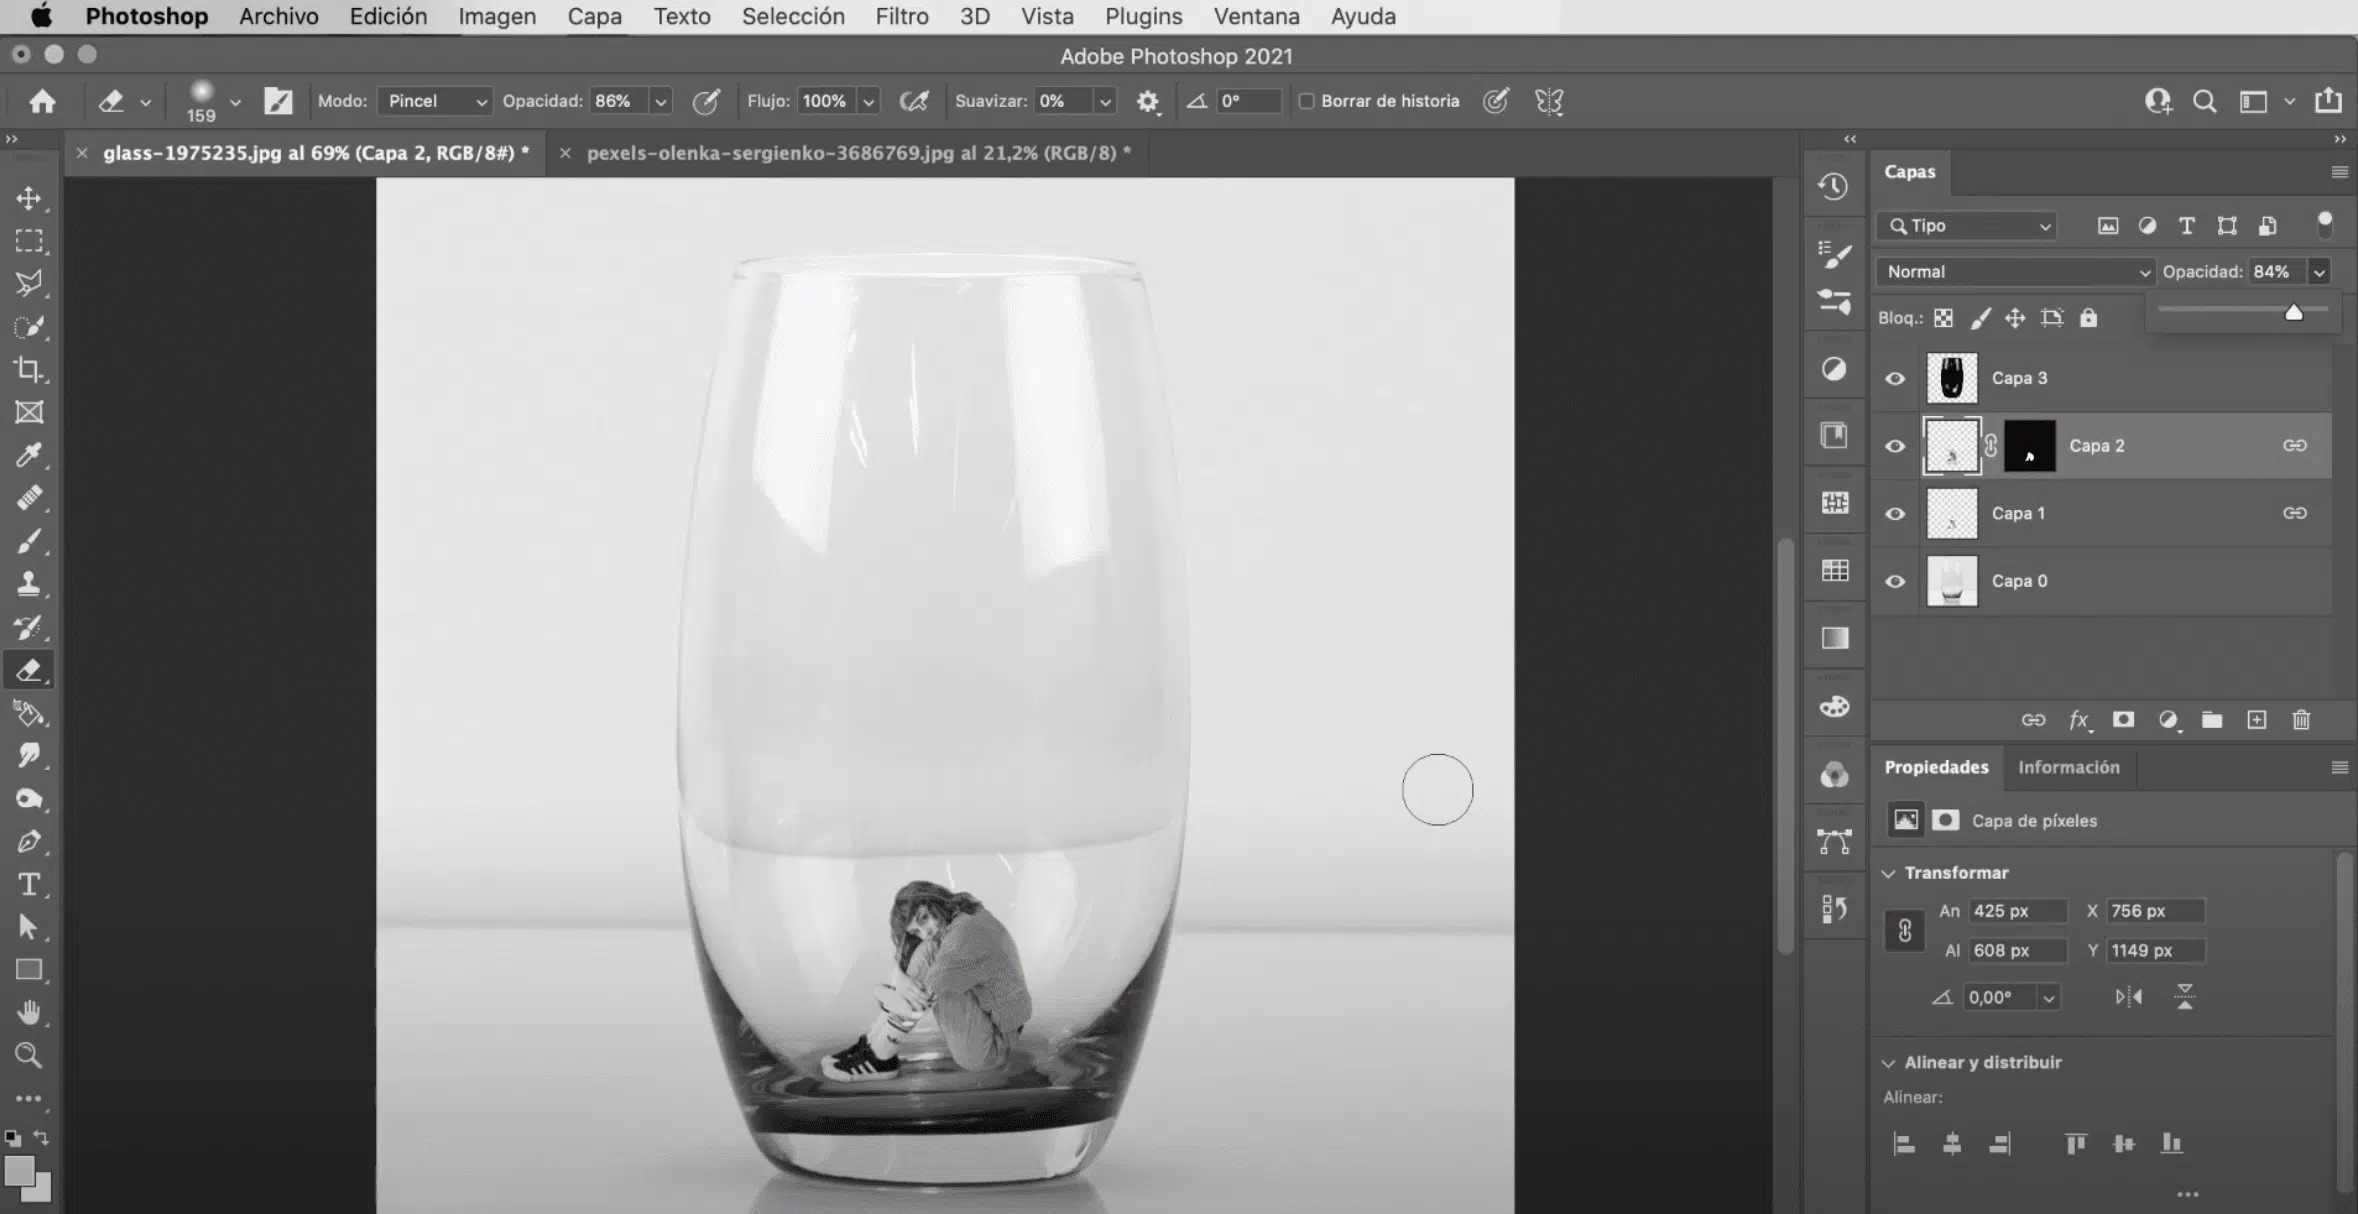 Photoshop Archivo Edición Imagen Capa Texto Selección Filtro 3D Vista Plugins Ventana Ayuda
Adobe Photoshop 2021
159 Modo: Pincel Opacidad: 86% Flujo: 100% Suavizar: 0% 0° Borrar de historia
glass-1975235.jpg al 69% (Capa 2, RGB/8#) * pexels-olenka-sergienko-3686769.jpg al 21,2% (RGB/8) *
Capas
Tipo
Normal Opacidad: 84%
Bloq.:
Capa 3
Capa 2
Capa 1
Capa 0
fx
Propiedades Información
Capa de píxeles
Transformar
An 425 px X 756 px
Al 608 px Y 1149 px
0,00°
Alinear y distribuir
Alinear: